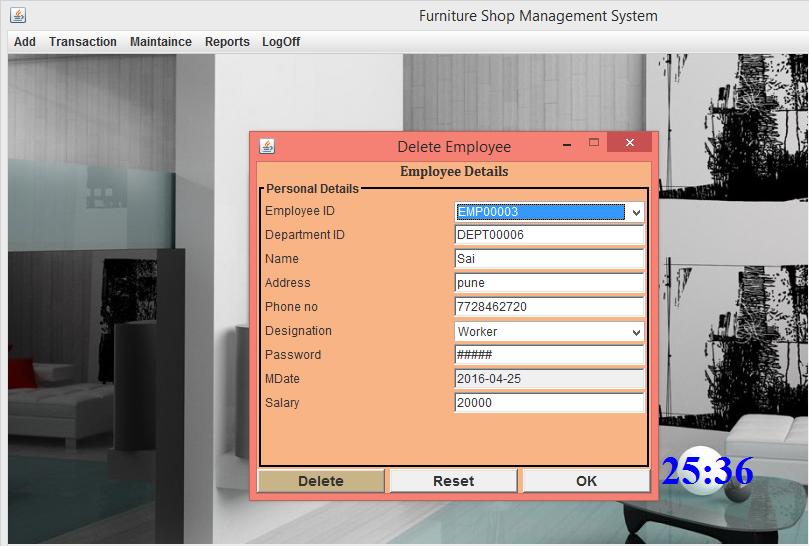 Furniture Shop Management System
Add Transaction Maintaince Reports LogOff
Delete Employee
Employee Details
Personal Details
Employee ID EMP00003
Department ID DEPT00006
Name Sai
Address pune
Phone no 7728462720
Designation Worker
Password #####
MDate 2016-04-25
Salary 20000
Delete Reset OK
25:36